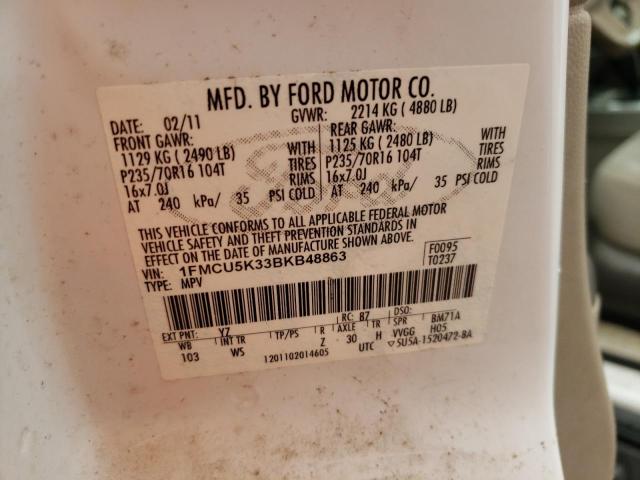 MFD. BY FORD MOTOR CO.
DATE: 02/11 GVWR: 2214 KG ( 4880 LB)
FRONT GAWR: REAR GAWR:
1129 KG ( 2490 LB) WITH 1125 KG ( 2480 LB) WITH
P235/70R16 104T TIRES P235/70R16 104T TIRES
16x7.0J RIMS 16x7.0J RIMS
AT 240 kPa/ 35 PSI COLD AT 240 kPa/ 35 PSI COLD
THIS VEHICLE CONFORMS TO ALL APPLICABLE FEDERAL MOTOR
VEHICLE SAFETY AND THEFT PREVENTION STANDARDS IN
EFFECT ON THE DATE OF MANUFACTURE SHOWN ABOVE.
VIN: 1FMCU5K33BKB48863 F0095
TYPE: MPV T0237
EXT PNT: YZ RC: B7 DSO:
WB INT TR TP/PS R AXLE TR SPR BM71A
103 WS Z 30 H VVGG H05
1201102014605 UTC 5U5A-1520472-BA
Ford